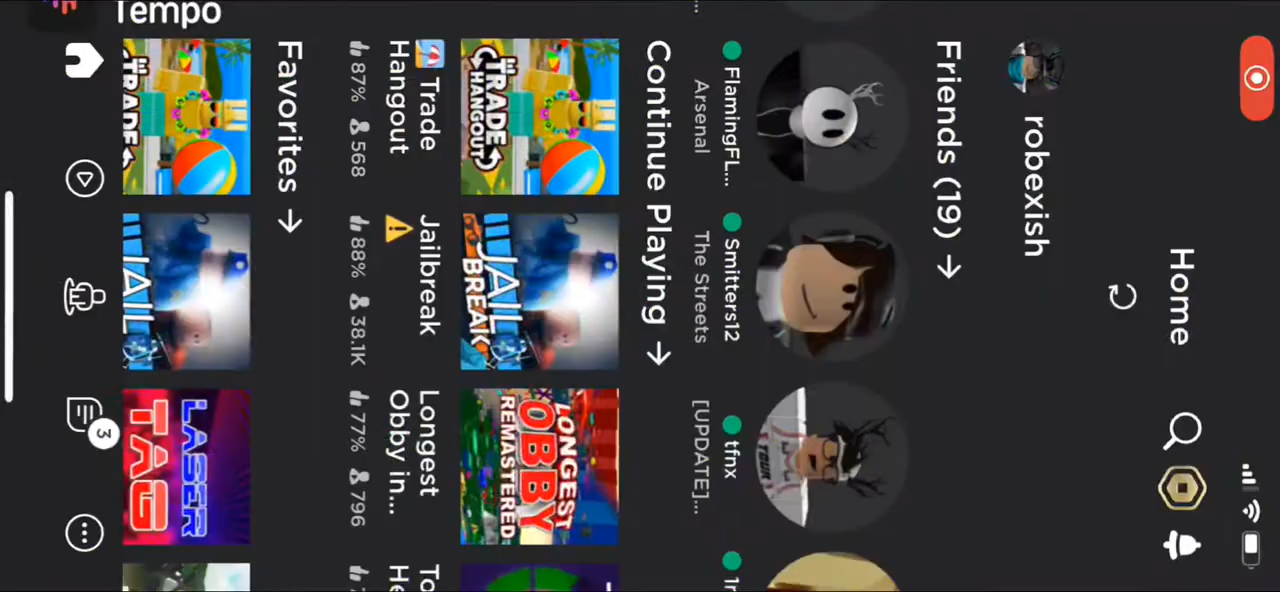 Home
robexish
Friends (19) →
FlamingFL...
Arsenal
Smitters12
The Streets
tfnx
[UPDATE]...
Continue Playing →
TRADE
HANGOUT
JAIL
BREAK
LONGEST
OBBY
REMASTERED
Trade
Hangout
87% 568
Jailbreak
88% 38.1K
Longest
Obby in...
77% 796
Favorites →
TRADE
JAIL
LASER
TAG
3
Tempo